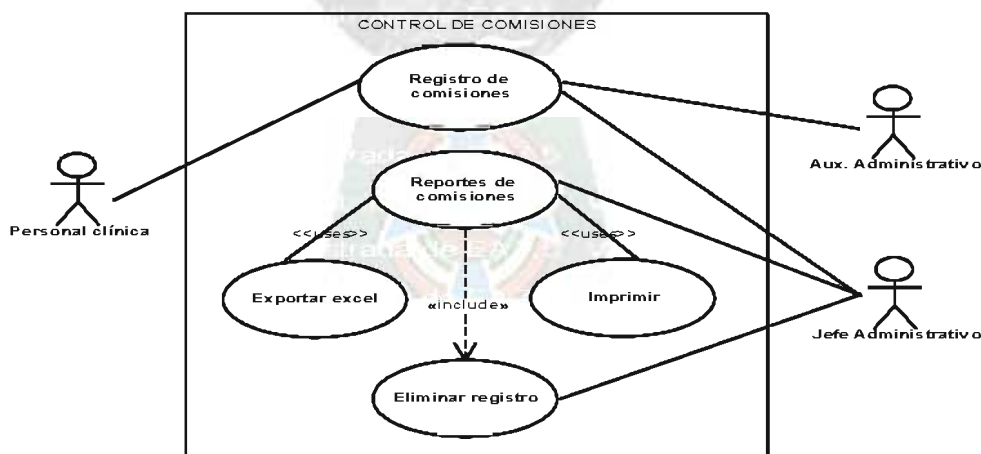 CONTROL DE COMISIONES
Registro de
comisiones
Aux. Administrativo
Reportes de
comisiones
Personal clínica
<<uses>>
<<uses>>
Exportar excel
«include»
Imprimir
Jefe Administrativo
Eliminar registro